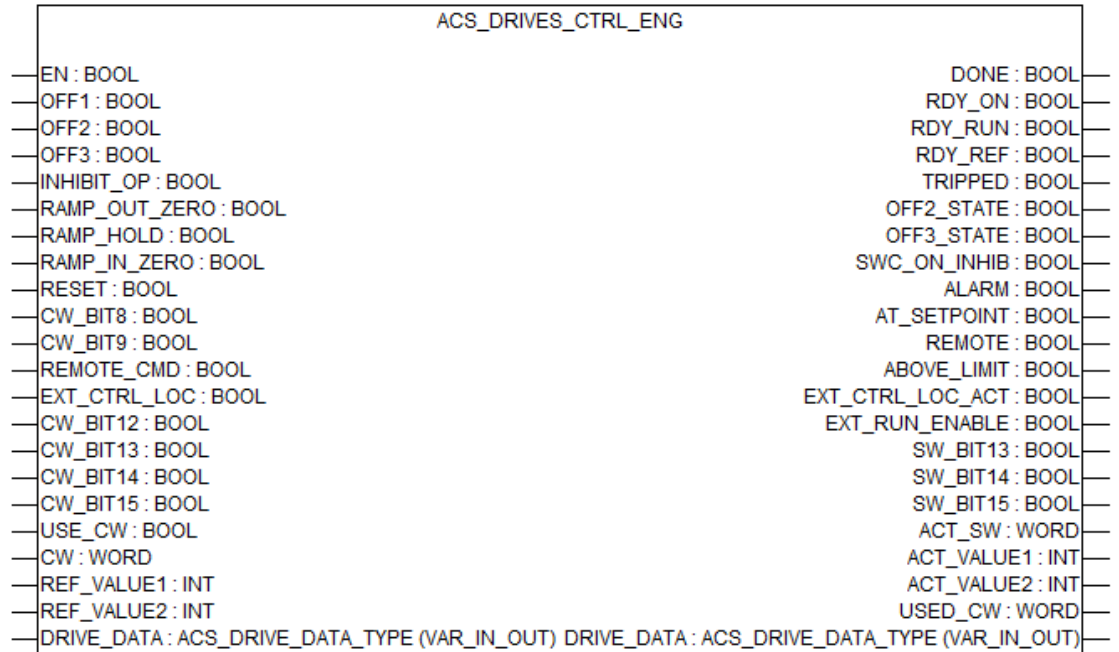 ACS_DRIVES_CTRL_ENG
EN : BOOL DONE : BOOL
OFF1 : BOOL RDY_ON : BOOL
OFF2 : BOOL RDY_RUN : BOOL
OFF3 : BOOL RDY_REF : BOOL
INHIBIT_OP : BOOL TRIPPED : BOOL
RAMP_OUT_ZERO : BOOL OFF2_STATE : BOOL
RAMP_HOLD : BOOL OFF3_STATE : BOOL
RAMP_IN_ZERO : BOOL SWC_ON_INHIB : BOOL
RESET : BOOL ALARM : BOOL
CW_BIT8 : BOOL AT_SETPOINT : BOOL
CW_BIT9 : BOOL REMOTE : BOOL
REMOTE_CMD : BOOL ABOVE_LIMIT : BOOL
EXT_CTRL_LOC : BOOL EXT_CTRL_LOC_ACT : BOOL
CW_BIT12 : BOOL EXT_RUN_ENABLE : BOOL
CW_BIT13 : BOOL SW_BIT13 : BOOL
CW_BIT14 : BOOL SW_BIT14 : BOOL
CW_BIT15 : BOOL SW_BIT15 : BOOL
USE_CW : BOOL ACT_SW : WORD
CW : WORD ACT_VALUE1 : INT
REF_VALUE1 : INT ACT_VALUE2 : INT
REF_VALUE2 : INT USED_CW : WORD
DRIVE_DATA : ACS_DRIVE_DATA_TYPE (VAR_IN_OUT) DRIVE_DATA : ACS_DRIVE_DATA_TYPE (VAR_IN_OUT)